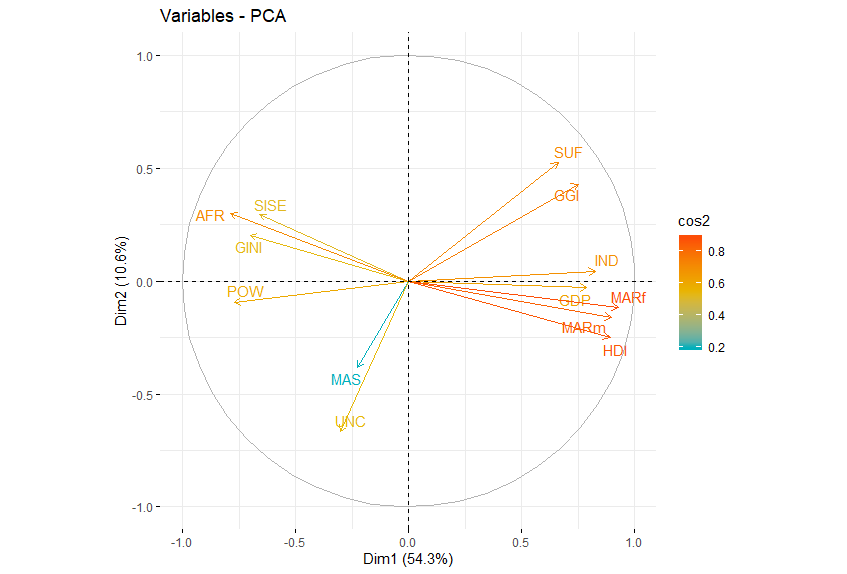 Variables - PCA
1.0
0.5
0.0
-0.5
-1.0
Dim2 (10.6%)
SUF
GGI
SISE
AFR
GINI
IND
POW
GDP
MARf
MARm
HDI
MAS
UNC
-1.0
-0.5
0.0
0.5
1.0
Dim1 (54.3%)
cos2
0.8
0.6
0.4
0.2